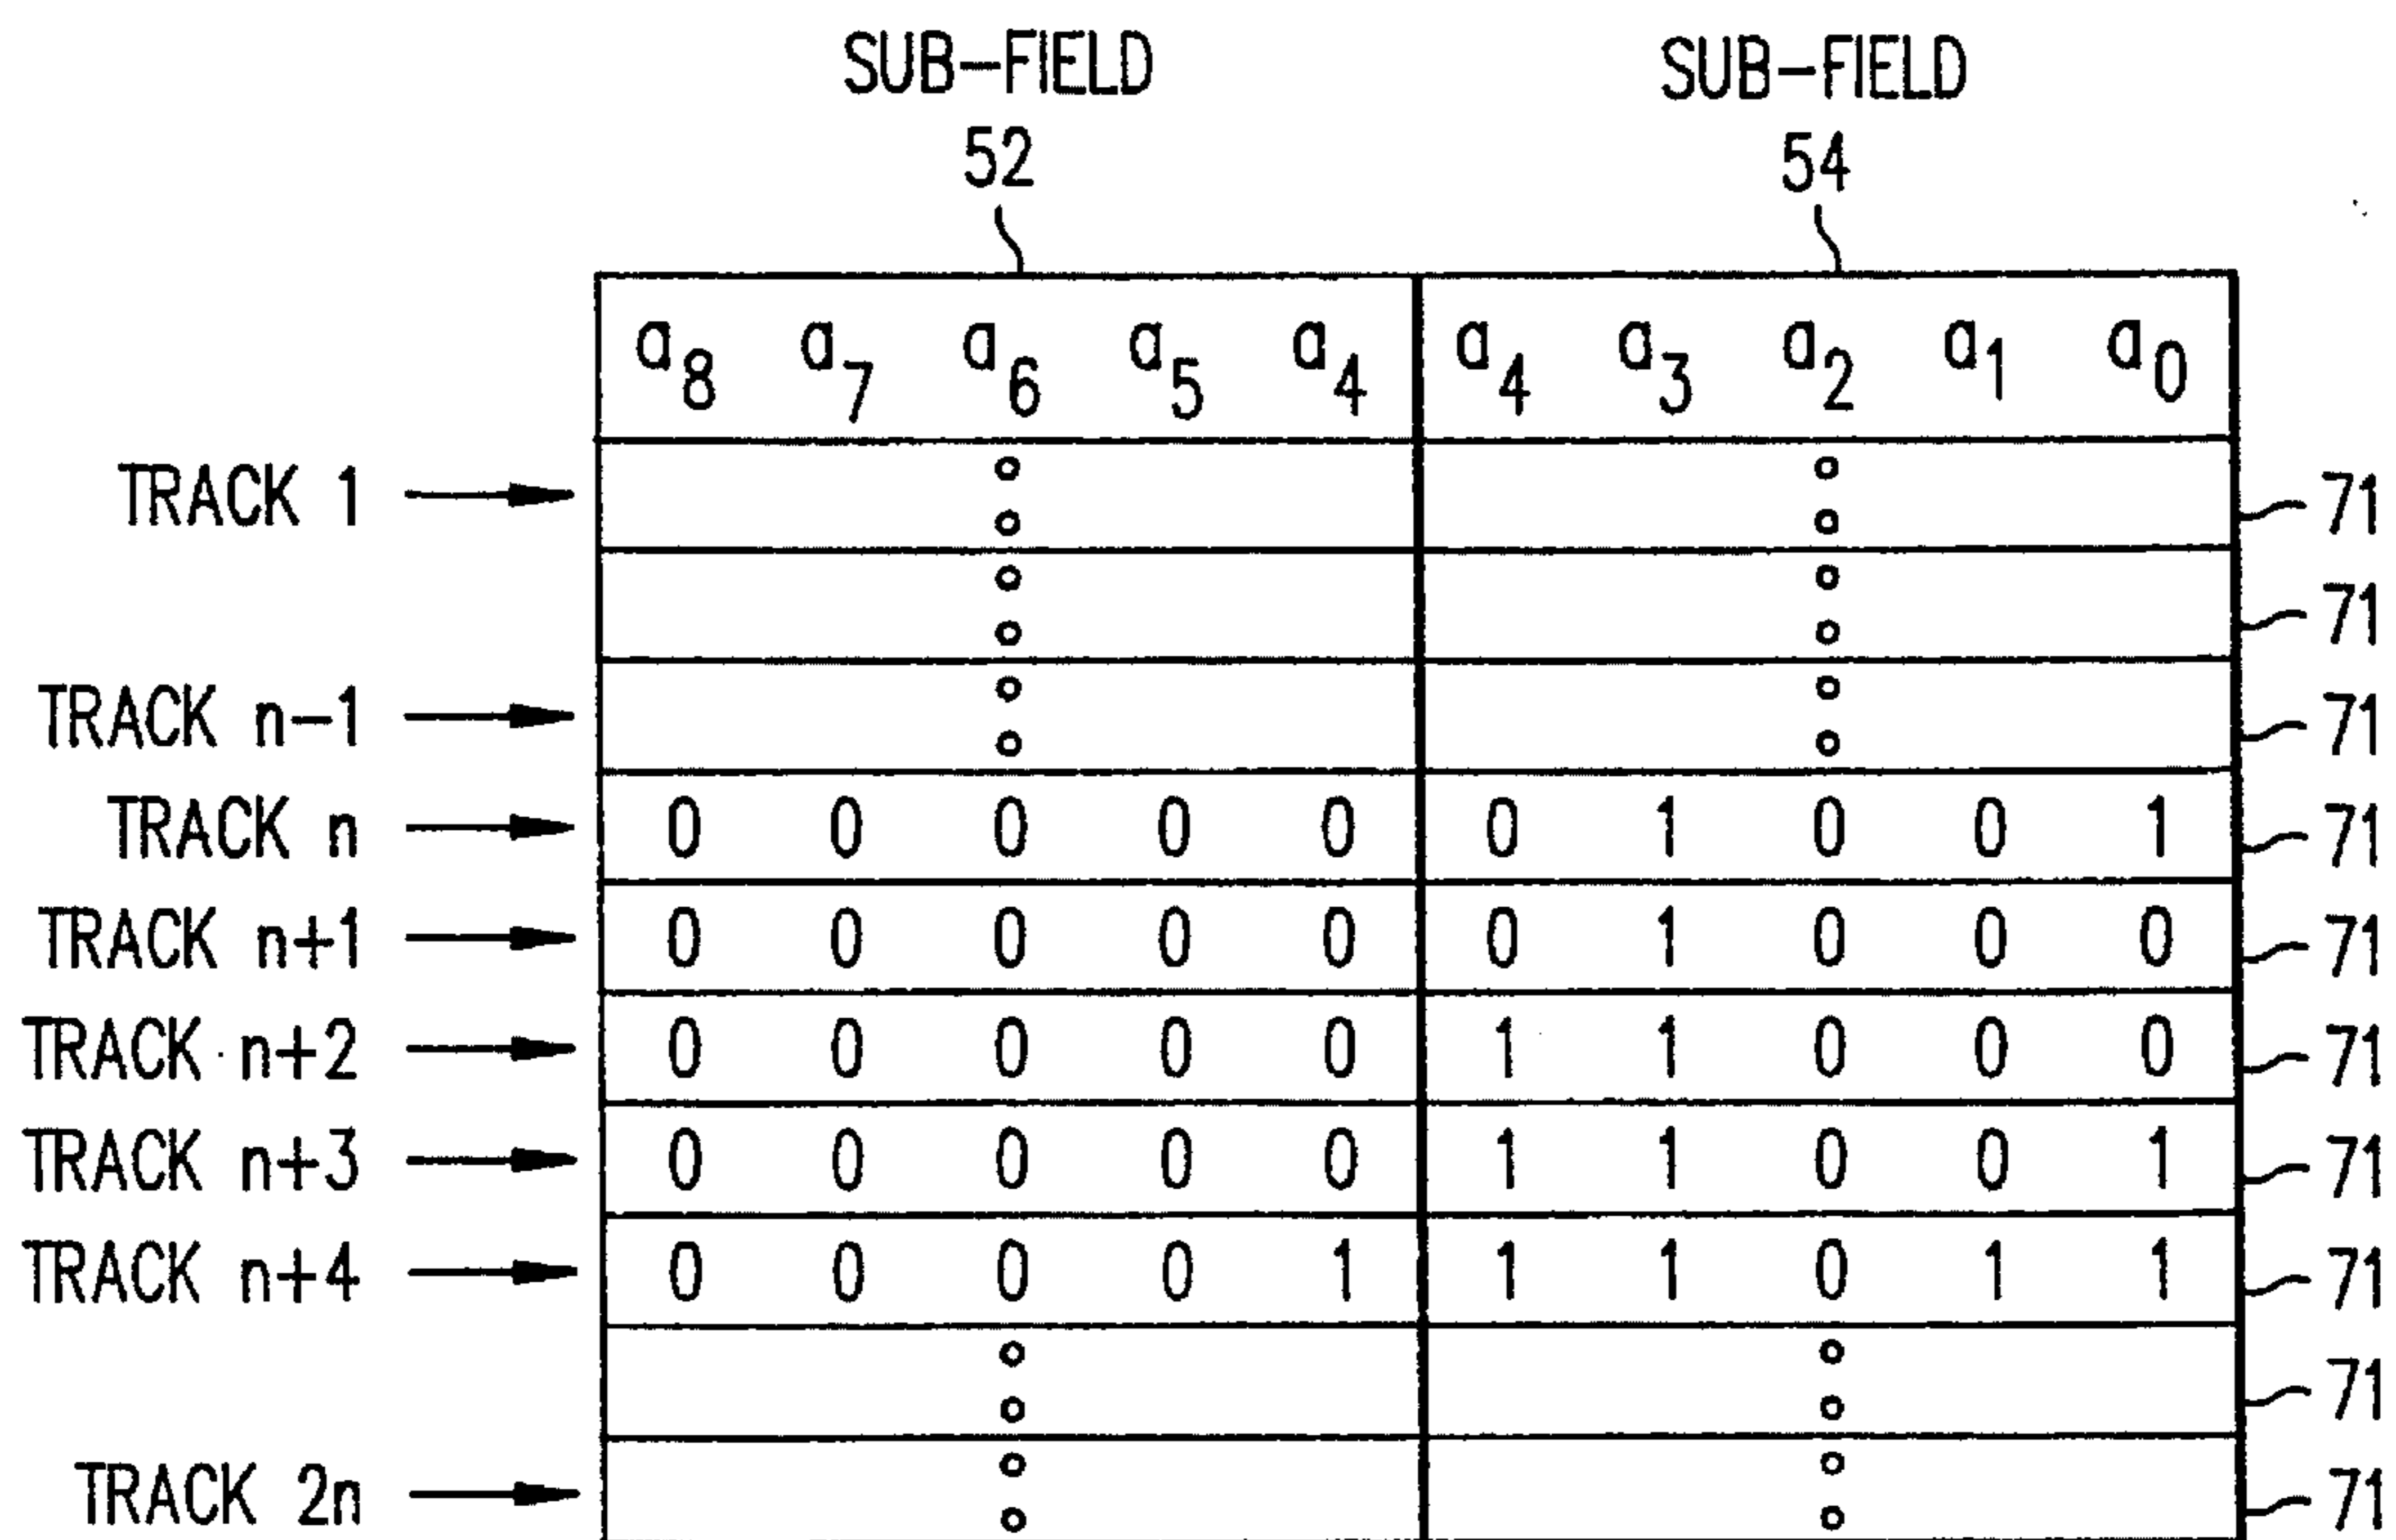 SUB-FIELD SUB-FIELD
52 54
a8 a7 a6 a5 a4 a4 a3 a2 a1 a0
TRACK 1 71
71
TRACK n-1 71
TRACK n 0 0 0 0 0 0 1 0 0 1 71
TRACK n+1 0 0 0 0 0 0 1 0 0 0 71
TRACK n+2 0 0 0 0 0 1 1 0 0 0 71
TRACK n+3 0 0 0 0 0 1 1 0 0 1 71
TRACK n+4 0 0 0 0 1 1 1 0 1 1 71
71
TRACK 2n 71